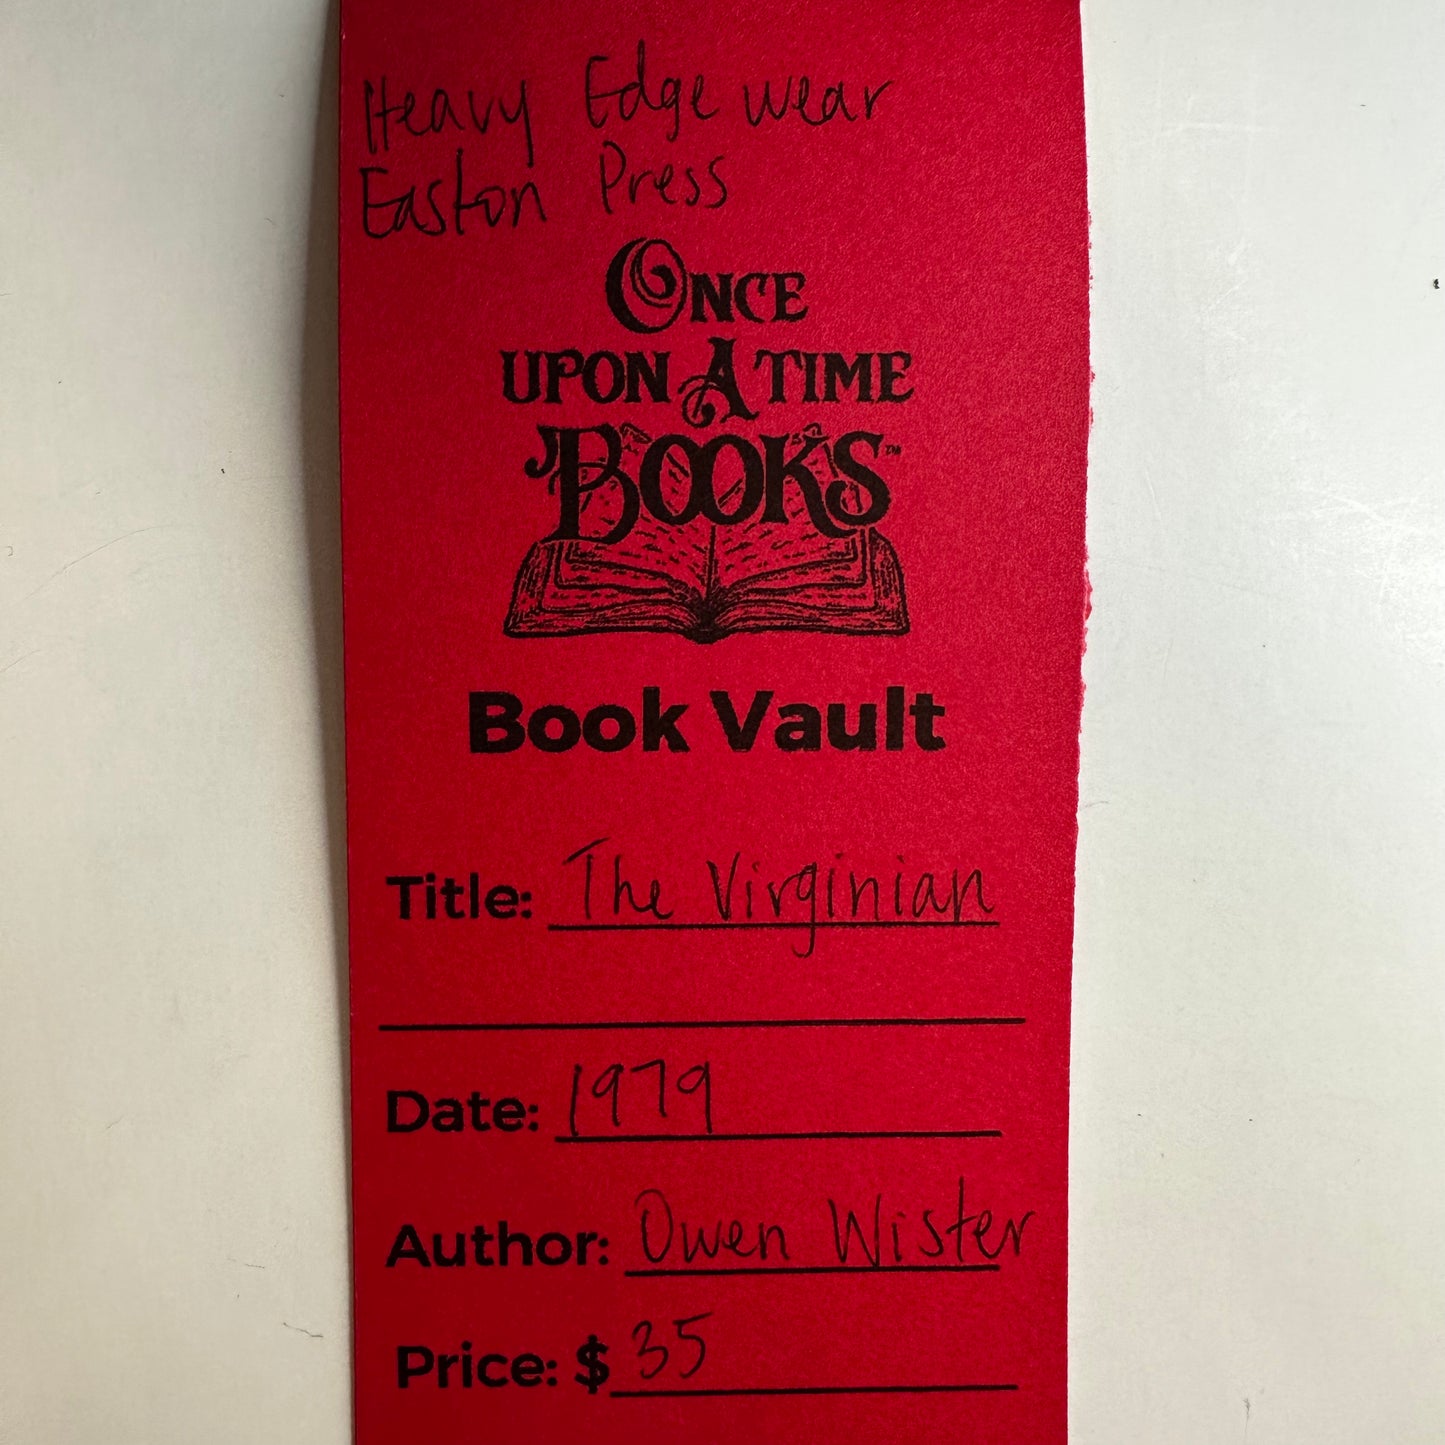 Heavy Edge wear
Easton Press
ONCE
UPON A TIME
BOOKS™
Book Vault
Title: The Virginian
Date: 1979
Author: Owen Wister
Price: $ 35